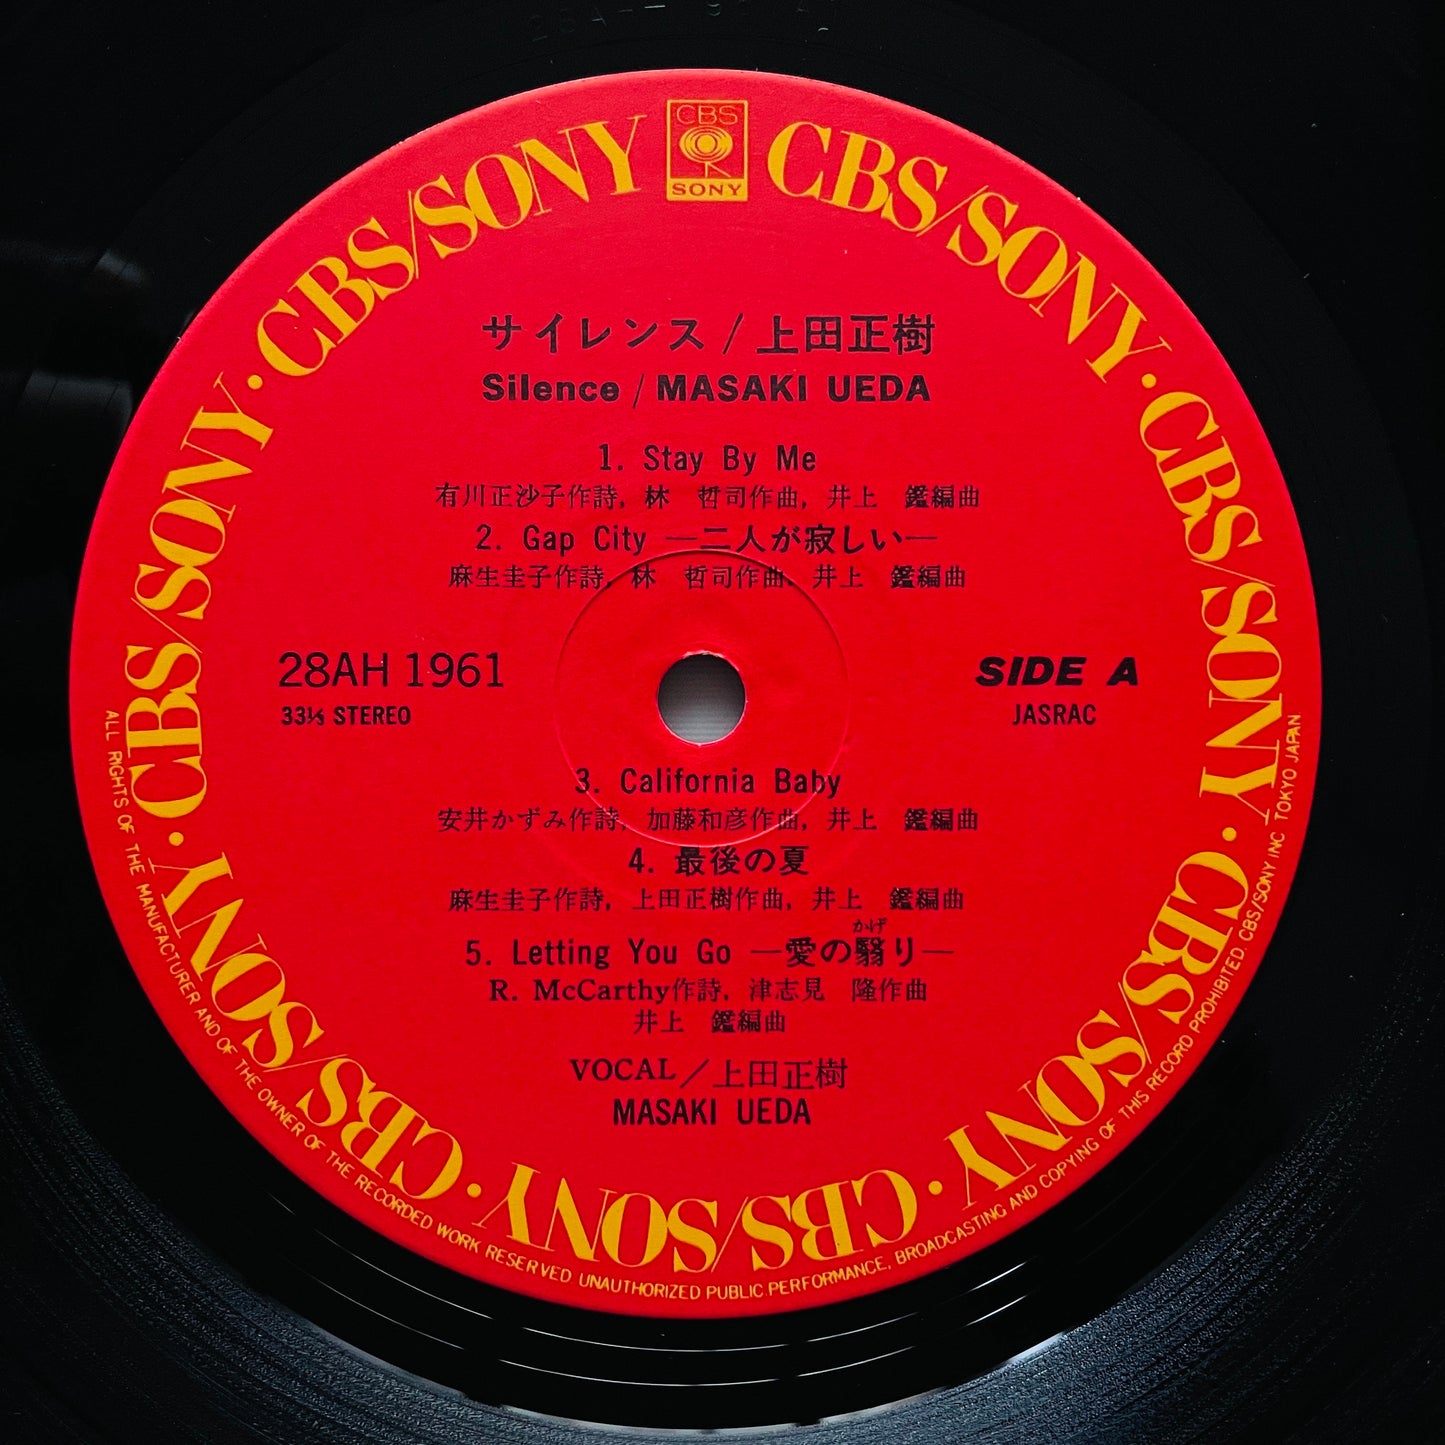 CBS
SONY
CBS/SONY · CBS/SONY · CBS/SONY · CBS/SONY · CBS/SONY · CBS/SONY · CBS/SONY · CBS/SONY
サイレンス / 上田正樹
Silence / MASAKI UEDA
1. Stay By Me
有川正沙子作詩, 林 哲司作曲, 井上 鑑編曲
2. Gap City —二人が寂しい—
麻生圭子作詩, 林 哲司作曲, 井上 鑑編曲
28AH 1961
33⅓ STEREO
SIDE A
JASRAC
3. California Baby
安井かずみ作詩, 加藤和彦作曲, 井上 鑑編曲
4. 最後の夏
麻生圭子作詩, 上田正樹作曲, 井上 鑑編曲
かげ
5. Letting You Go —愛の翳り—
R. McCarthy作詩, 津志見 隆作曲
井上 鑑編曲
VOCAL／上田正樹
MASAKI UEDA
ALL RIGHTS OF THE MANUFACTURER AND OF THE OWNER OF THE RECORDED WORK RESERVED UNAUTHORIZED PUBLIC PERFORMANCE, BROADCASTING AND COPYING OF THIS RECORD PROHIBITED. CBS/SONY INC TOKYO JAPAN